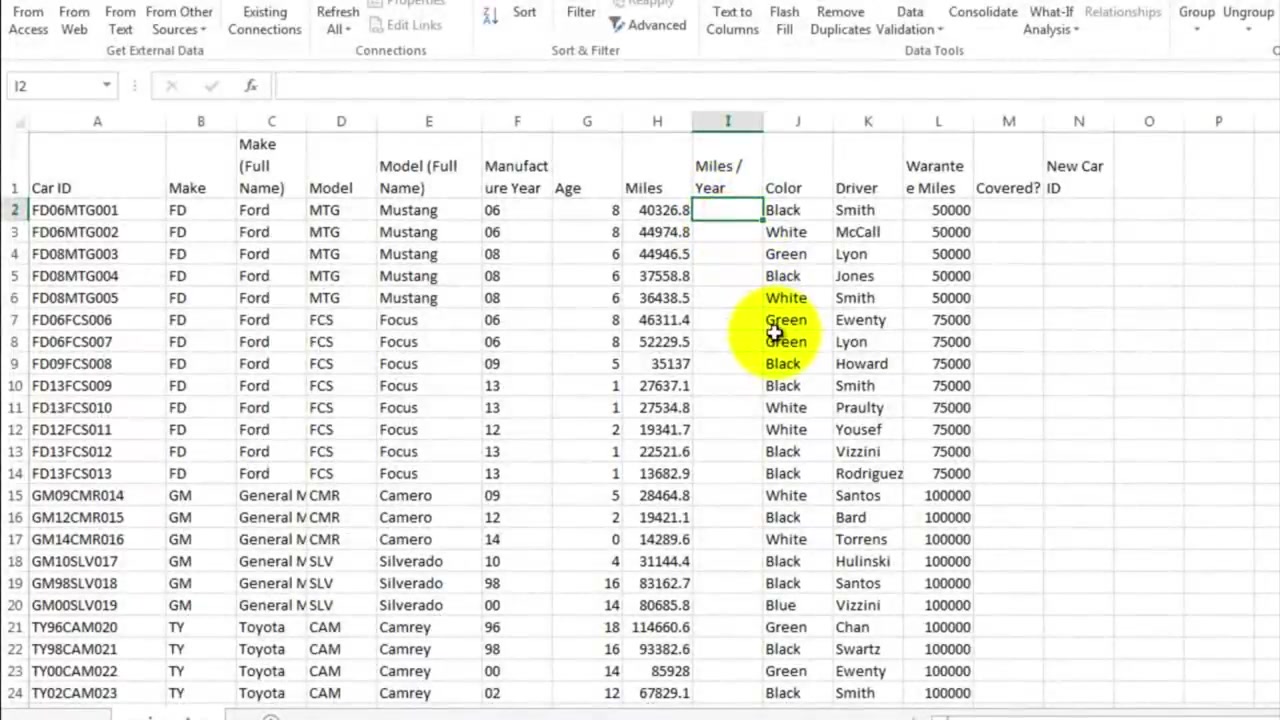 From Access From Web From Text From Other Sources Existing Connections Refresh All Properties Edit Links Sort Filter Reapply Advanced Text to Columns Flash Fill Remove Duplicates Data Validation Consolidate What-If Analysis Relationships Group Ungroup
Get External Data Connections Sort & Filter Data Tools
I2 fx
A B C D E F G H I J K L M N O P
1 Car ID Make Make (Full Name) Model Model (Full Name) Manufact ure Year Age Miles Miles / Year Color Driver Warante e Miles Covered? New Car ID
2 FD06MTG001 FD Ford MTG Mustang 06 8 40326.8 Black Smith 50000
3 FD06MTG002 FD Ford MTG Mustang 06 8 44974.8 White McCall 50000
4 FD08MTG003 FD Ford MTG Mustang 08 6 44946.5 Green Lyon 50000
5 FD08MTG004 FD Ford MTG Mustang 08 6 37558.8 Black Jones 50000
6 FD08MTG005 FD Ford MTG Mustang 08 6 36438.5 White Smith 50000
7 FD06FCS006 FD Ford FCS Focus 06 8 46311.4 Green Ewenty 75000
8 FD06FCS007 FD Ford FCS Focus 06 8 52229.5 Green Lyon 75000
9 FD09FCS008 FD Ford FCS Focus 09 5 35137 Black Howard 75000
10 FD13FCS009 FD Ford FCS Focus 13 1 27637.1 Black Smith 75000
11 FD13FCS010 FD Ford FCS Focus 13 1 27534.8 White Praulty 75000
12 FD12FCS011 FD Ford FCS Focus 12 2 19341.7 White Yousef 75000
13 FD13FCS012 FD Ford FCS Focus 13 1 22521.6 Black Vizzini 75000
14 FD13FCS013 FD Ford FCS Focus 13 1 13682.9 Black Rodriguez 75000
15 GM09CMR014 GM General M CMR Camero 09 5 28464.8 White Santos 100000
16 GM12CMR015 GM General M CMR Camero 12 2 19421.1 Black Bard 100000
17 GM14CMR016 GM General M CMR Camero 14 0 14289.6 White Torrens 100000
18 GM10SLV017 GM General M SLV Silverado 10 4 31144.4 Black Hulinski 100000
19 GM98SLV018 GM General M SLV Silverado 98 16 83162.7 Black Santos 100000
20 GM00SLV019 GM General M SLV Silverado 00 14 80685.8 Blue Vizzini 100000
21 TY96CAM020 TY Toyota CAM Camrey 96 18 114660.6 Green Chan 100000
22 TY98CAM021 TY Toyota CAM Camrey 98 16 93382.6 Black Swartz 100000
23 TY00CAM022 TY Toyota CAM Camrey 00 14 85928 Green Ewenty 100000
24 TY02CAM023 TY Toyota CAM Camrey 02 12 67829.1 Black Smith 100000